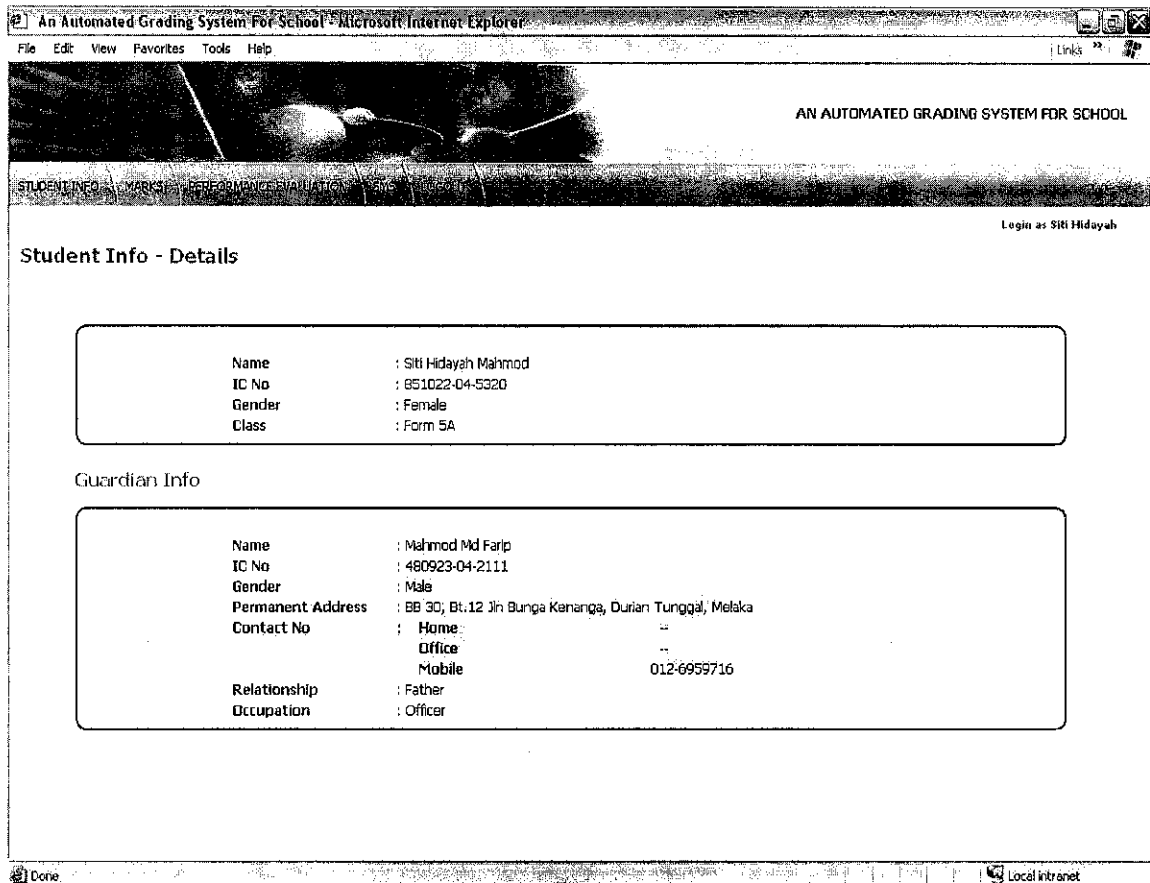 An Automated Grading System For School - Microsoft Internet Explorer
File Edit View Favorites Tools Help Links »
AN AUTOMATED GRADING SYSTEM FOR SCHOOL
STUDENT INFO MARKS PERFORMANCE EVALUATION
Login as Siti Hidayah
Student Info - Details
Name : Siti Hidayah Mahmod
IC No : 851022-04-5320
Gender : Female
Class : Form 5A
Guardian Info
Name : Mahmod Md Farip
IC No : 480923-04-2111
Gender : Male
Permanent Address : BB 30, Bt.12 Jln Bunga Kenanga, Durian Tunggal, Melaka
Contact No : Home --
Office --
Mobile 012-6959716
Relationship : Father
Occupation : Officer
Done Local intranet